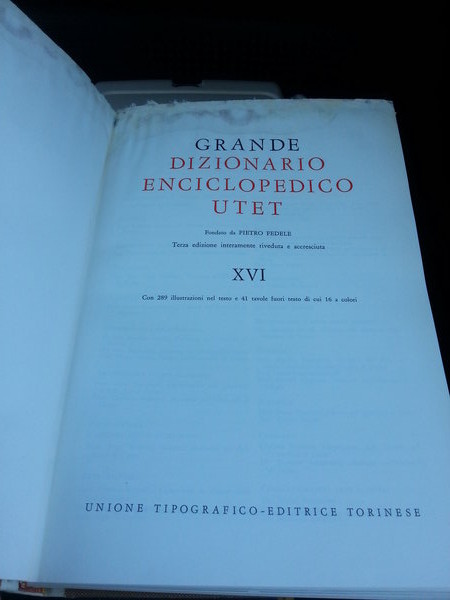 GRANDE
DIZIONARIO
ENCICLOPEDICO
UTET
Fondato da PIETRO FEDELE
Terza edizione interamente riveduta e accresciuta
XVI
Con 289 illustrazioni nel testo e 41 tavole fuori testo di cui 16 a colori
UNIONE TIPOGRAFICO-EDITRICE TORINESE